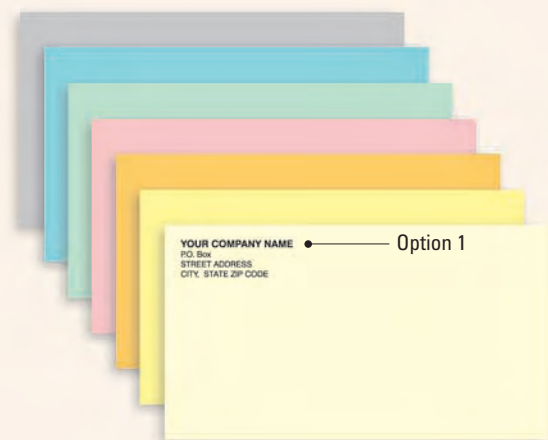 YOUR COMPANY NAME
P.O. Box
STREET ADDRESS
CITY, STATE ZIP CODE
Option 1